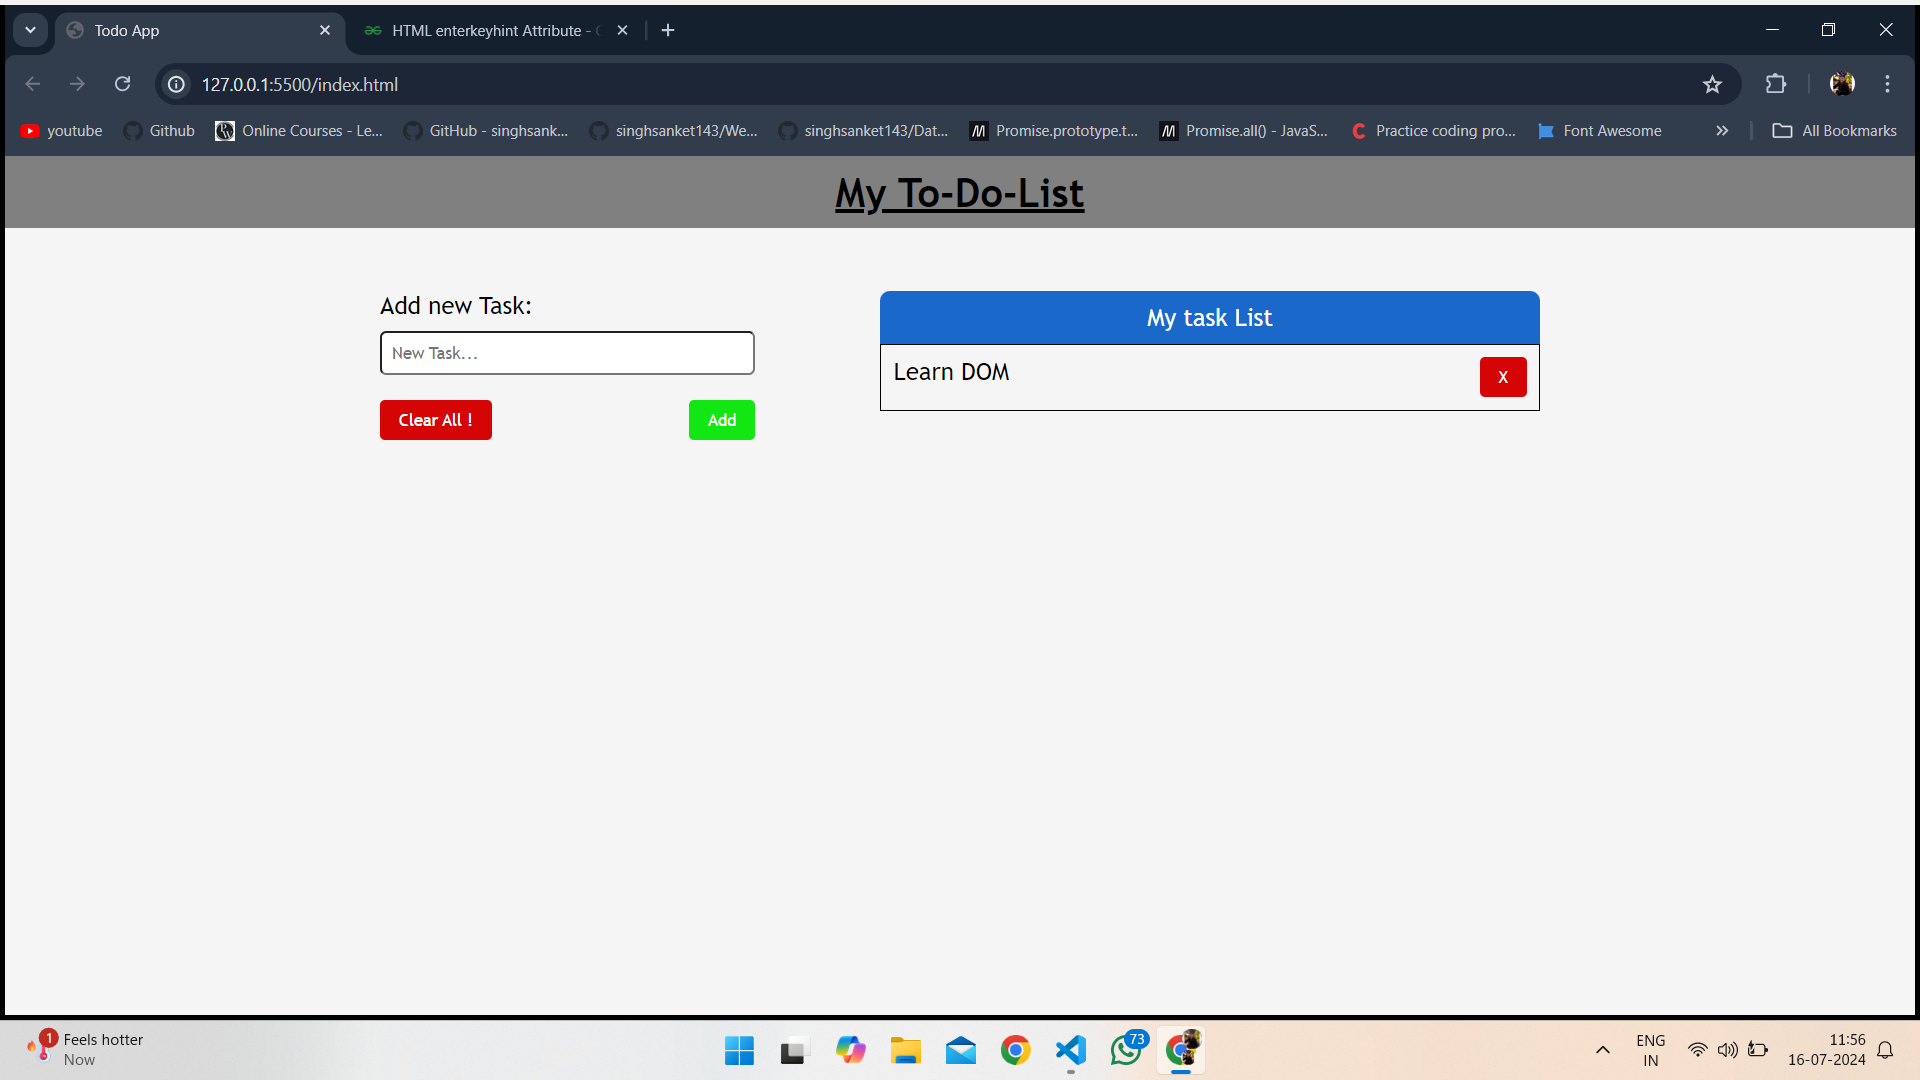 Todo App
HTML enterkeyhint Attribute -
127.0.0.1:5500/index.html
youtube
Github
Online Courses - Le...
GitHub - singhsank...
singhsanket143/We...
singhsanket143/Dat...
Promise.prototype.t...
Promise.all() - JavaS...
Practice coding pro...
Font Awesome
All Bookmarks
My To-Do-List
Add new Task:
New Task...
Clear All !
Add
My task List
Learn DOM
X
1
Feels hotter
Now
73
ENG
IN
11:56
16-07-2024